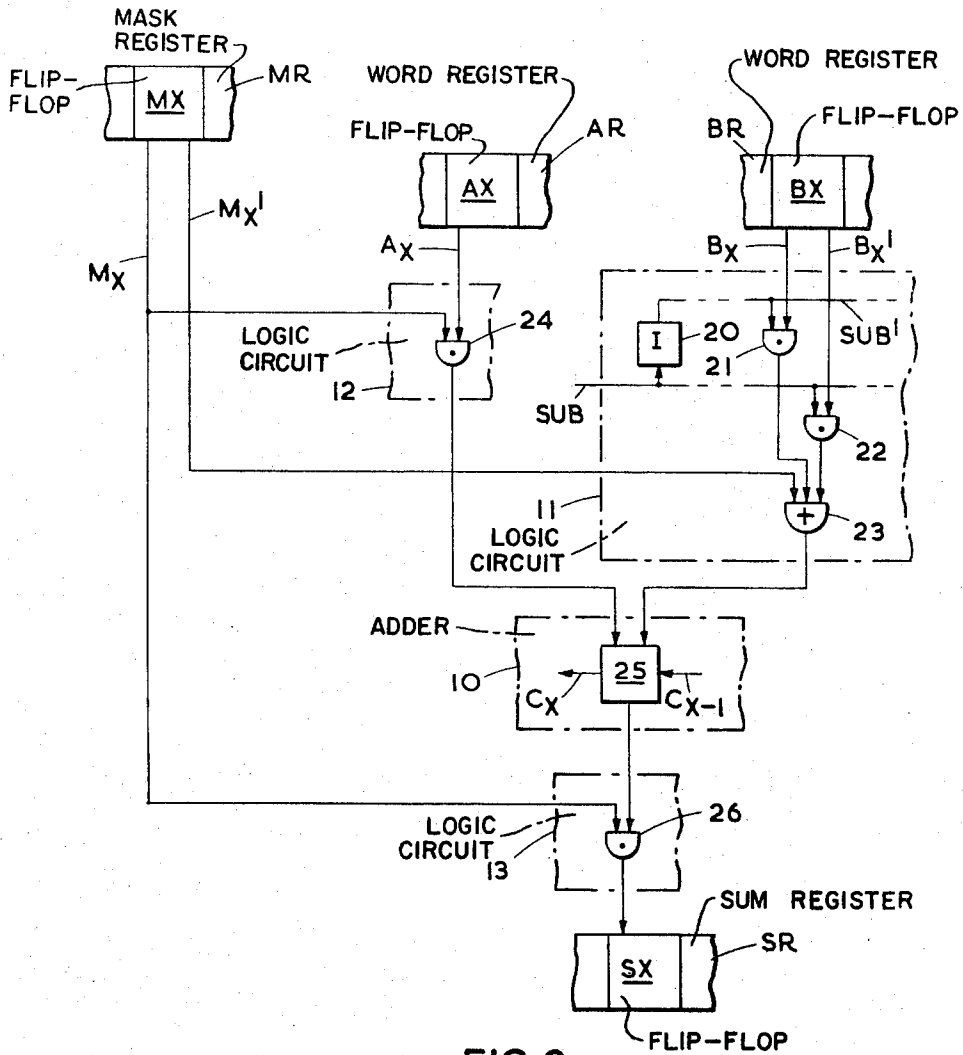 MASK
REGISTER
FLIP-
FLOP
MX
MR
WORD REGISTER
FLIP-FLOP
AR
AX
WORD REGISTER
BR
FLIP-FLOP
BX
MX
MX'
AX
BX
BX'
LOGIC
CIRCUIT
12
24
I
20
21
SUB'
SUB
22
11
LOGIC
CIRCUIT
+
23
ADDER
10
25
CX
CX-1
LOGIC
CIRCUIT
13
26
SUM REGISTER
SR
SX
FLIP-FLOP